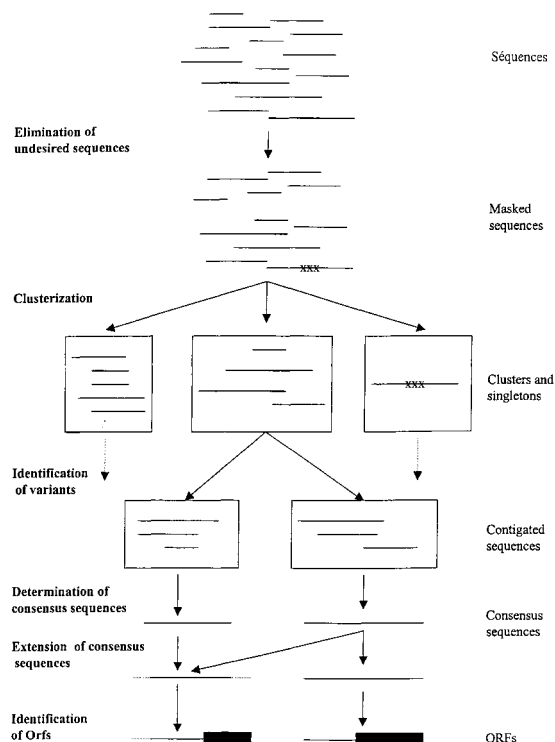 Séquences
Elimination of
undesired sequences
Masked
sequences
xxx
Clusterization
Clusters and
singletons
xxx
Identification
of variants
Contigated
sequences
Determination of
consensus sequences
Consensus
sequences
Extension of consensus
sequences
Identification
of Orfs
ORFs